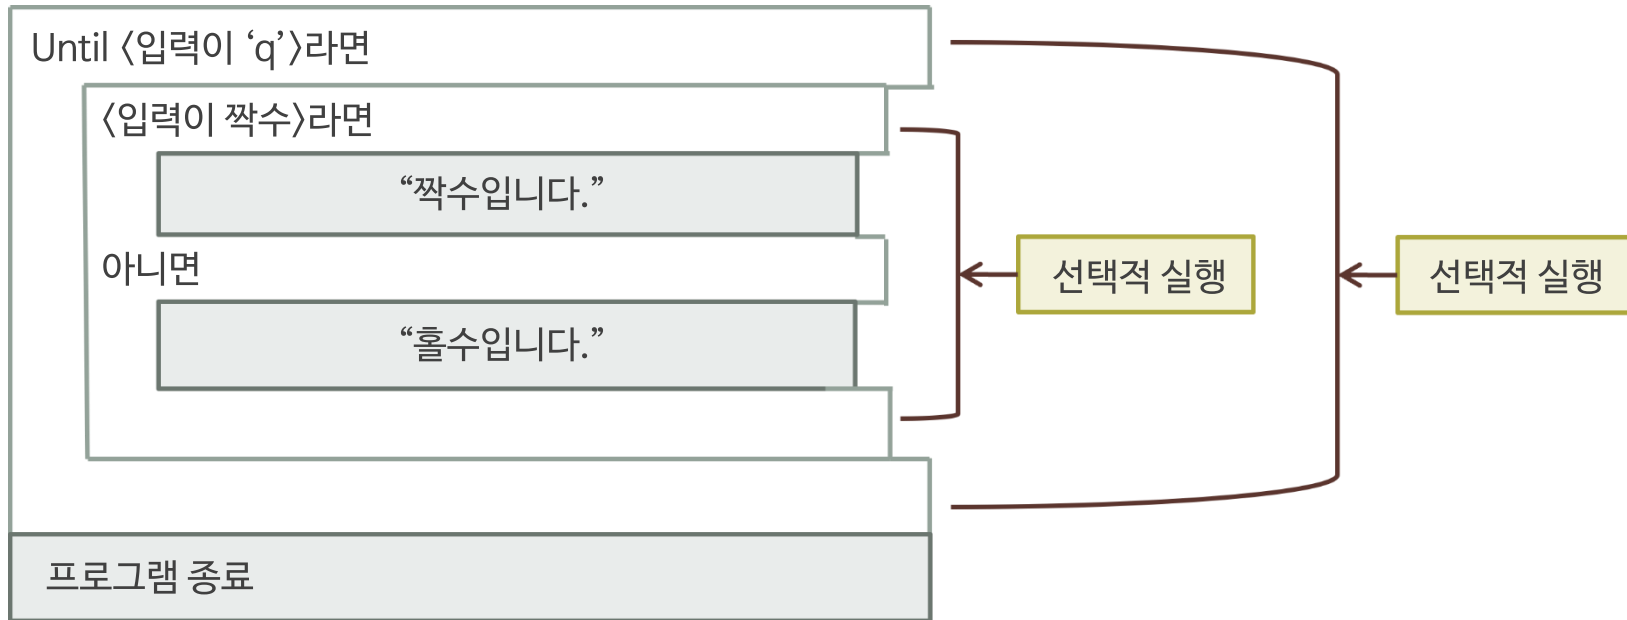 Until 〈입력이 ‘q’〉라면
〈입력이 짝수〉라면
“짝수입니다.”
아니면
“홀수입니다.”
선택적 실행
선택적 실행
프로그램 종료